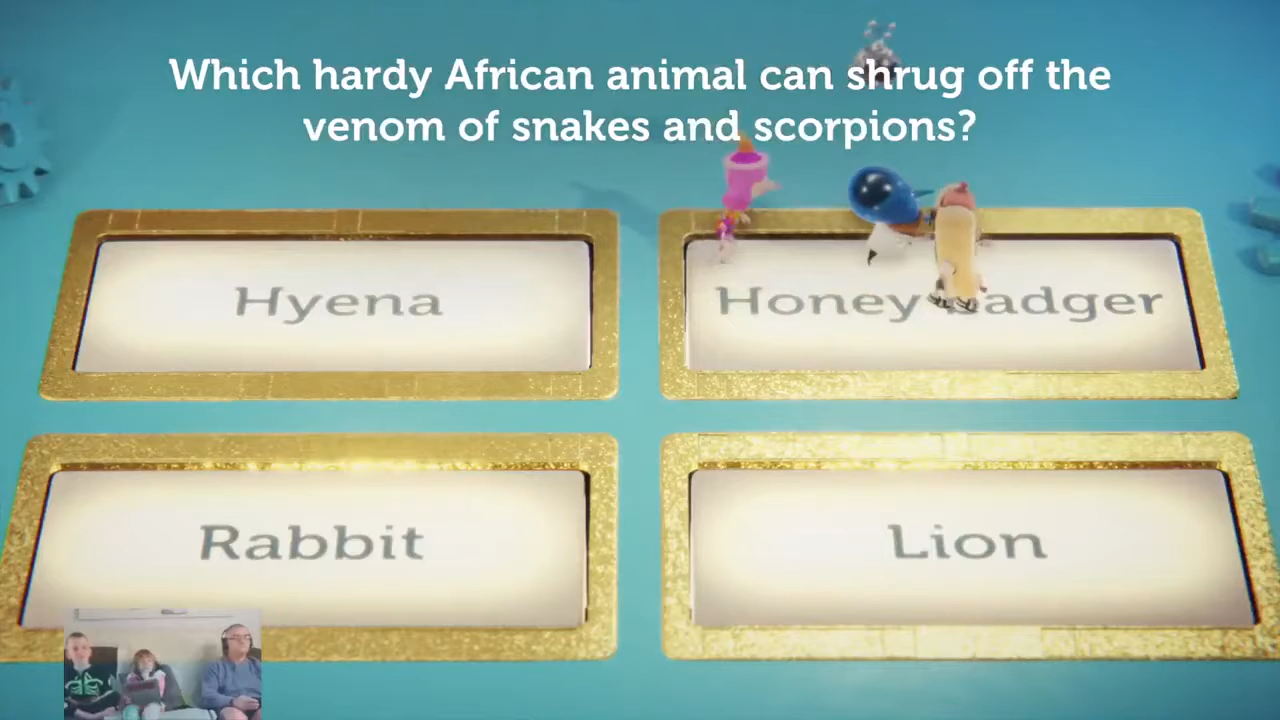 Which hardy African animal can shrug off the
venom of snakes and scorpions?
Hyena
Honey Badger
Rabbit
Lion